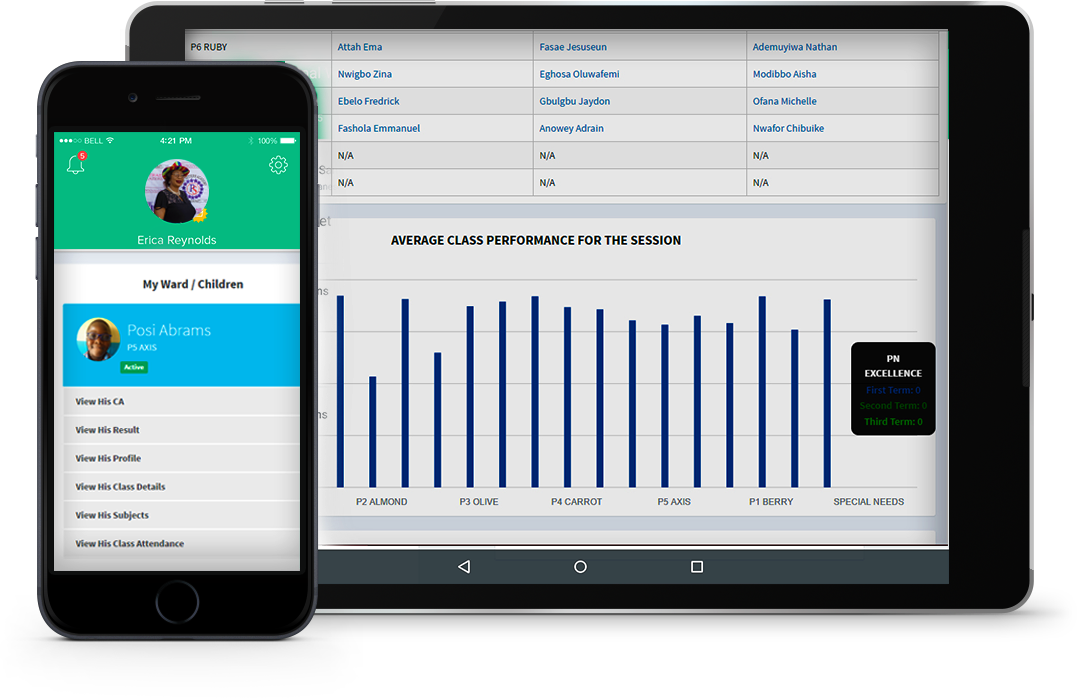 P6 RUBY Attah Ema Fasae Jesuseun Ademuyiwa Nathan
Nwigbo Zina Eghosa Oluwafemi Modibbo Aisha
Ebelo Fredrick Gbulgbu Jaydon Ofana Michelle
Fashola Emmanuel Anowey Adrain Nwafor Chibuike
N/A N/A N/A
N/A N/A N/A
AVERAGE CLASS PERFORMANCE FOR THE SESSION
PN
EXCELLENCE
First Term: 0
Second Term: 0
Third Term: 0
P2 ALMOND P3 OLIVE P4 CARROT P5 AXIS P1 BERRY SPECIAL NEEDS
BELL 4:21 PM 100%
5
Erica Reynolds
My Ward / Children
Posi Abrams
P5 AXIS
Active
View His CA
View His Result
View His Profile
View His Class Details
View His Subjects
View His Class Attendance